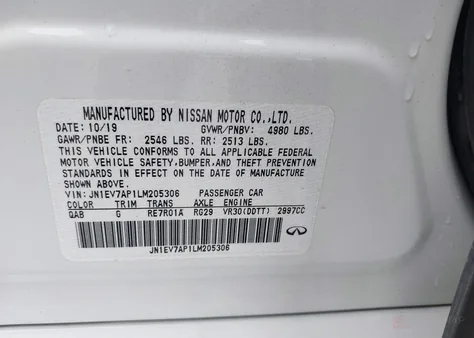 MANUFACTURED BY NISSAN MOTOR CO.,LTD.
DATE: 10/19 GVWR/PNBV: 4980 LBS.
GAWR/PNBE FR: 2546 LBS. RR: 2513 LBS.
THIS VEHICLE CONFORMS TO ALL APPLICABLE FEDERAL
MOTOR VEHICLE SAFETY,BUMPER,AND THEFT PREVENTION
STANDARDS IN EFFECT ON THE DATE OF MANUFACTURE
SHOWN ABOVE.
VIN: JN1EV7AP1LM205306 PASSENGER CAR
COLOR TRIM TRANS AXLE ENGINE
QAB G RE7R01A RG29 VR30(DDTT) 2997CC
JN1EV7AP1LM205306